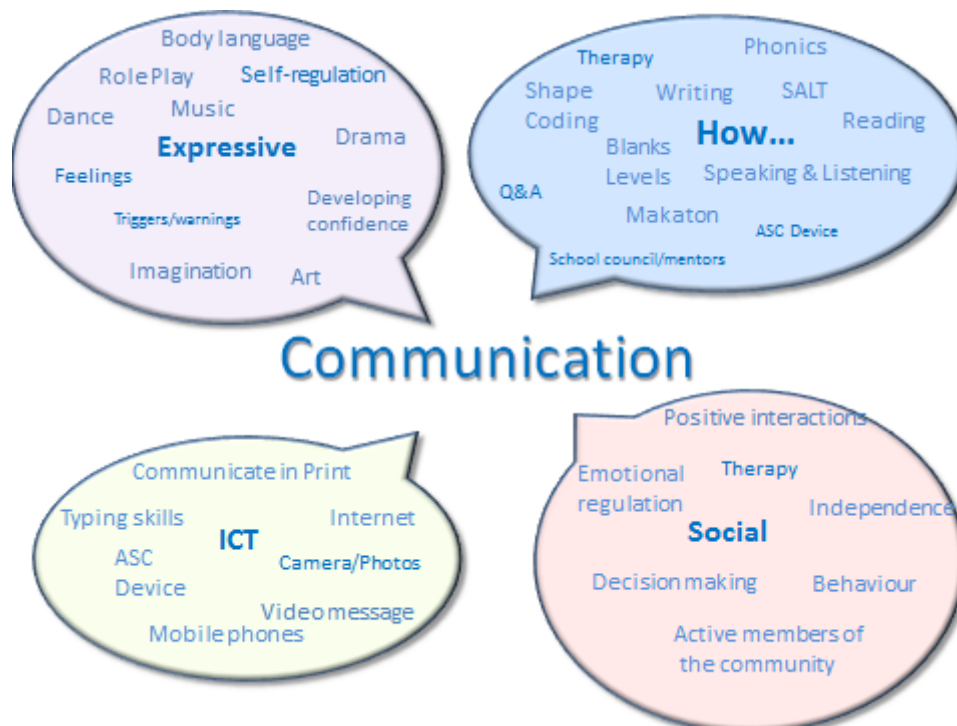 Body language
Role Play
Self-regulation
Dance
Music
Expressive
Drama
Feelings
Triggers/warnings
Developing
confidence
Imagination
Art
Therapy
Phonics
Shape
Coding
Writing
SALT
How...
Reading
Blanks
Levels
Speaking & Listening
Q&A
Makaton
ASC Device
School council/mentors
Communication
Communicate in Print
Typing skills
ICT
Internet
ASC
Device
Camera/Photos
Video message
Mobile phones
Positive interactions
Emotional
regulation
Therapy
Independence
Social
Decision making
Behaviour
Active members of
the community